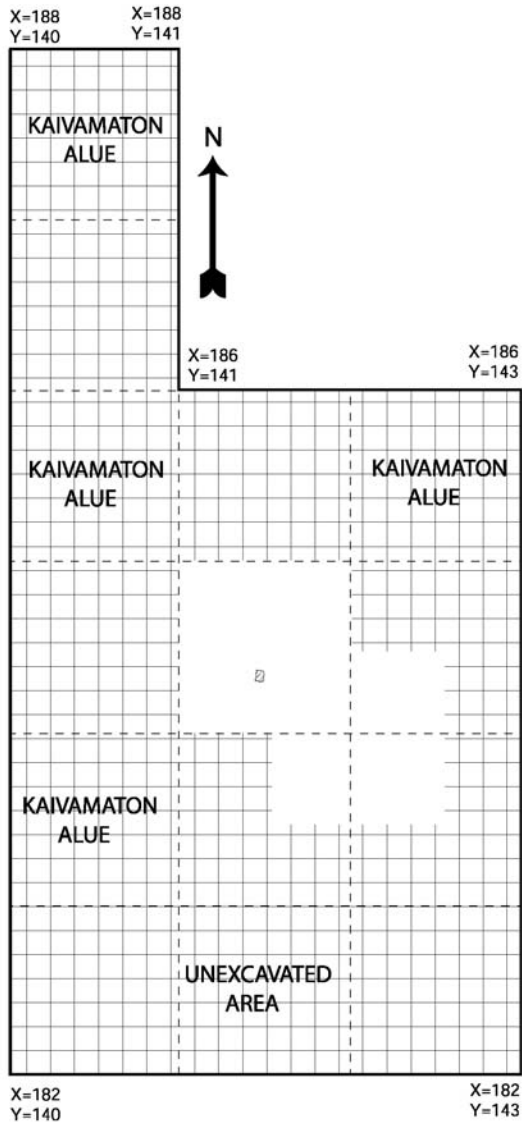 X=188
Y=140
X=188
Y=141
KAIVAMATON
ALUE
N
X=186
Y=141
X=186
Y=143
KAIVAMATON
ALUE
KAIVAMATON
ALUE
KAIVAMATON
ALUE
UNEXCAVATED
AREA
X=182
Y=140
X=182
Y=143